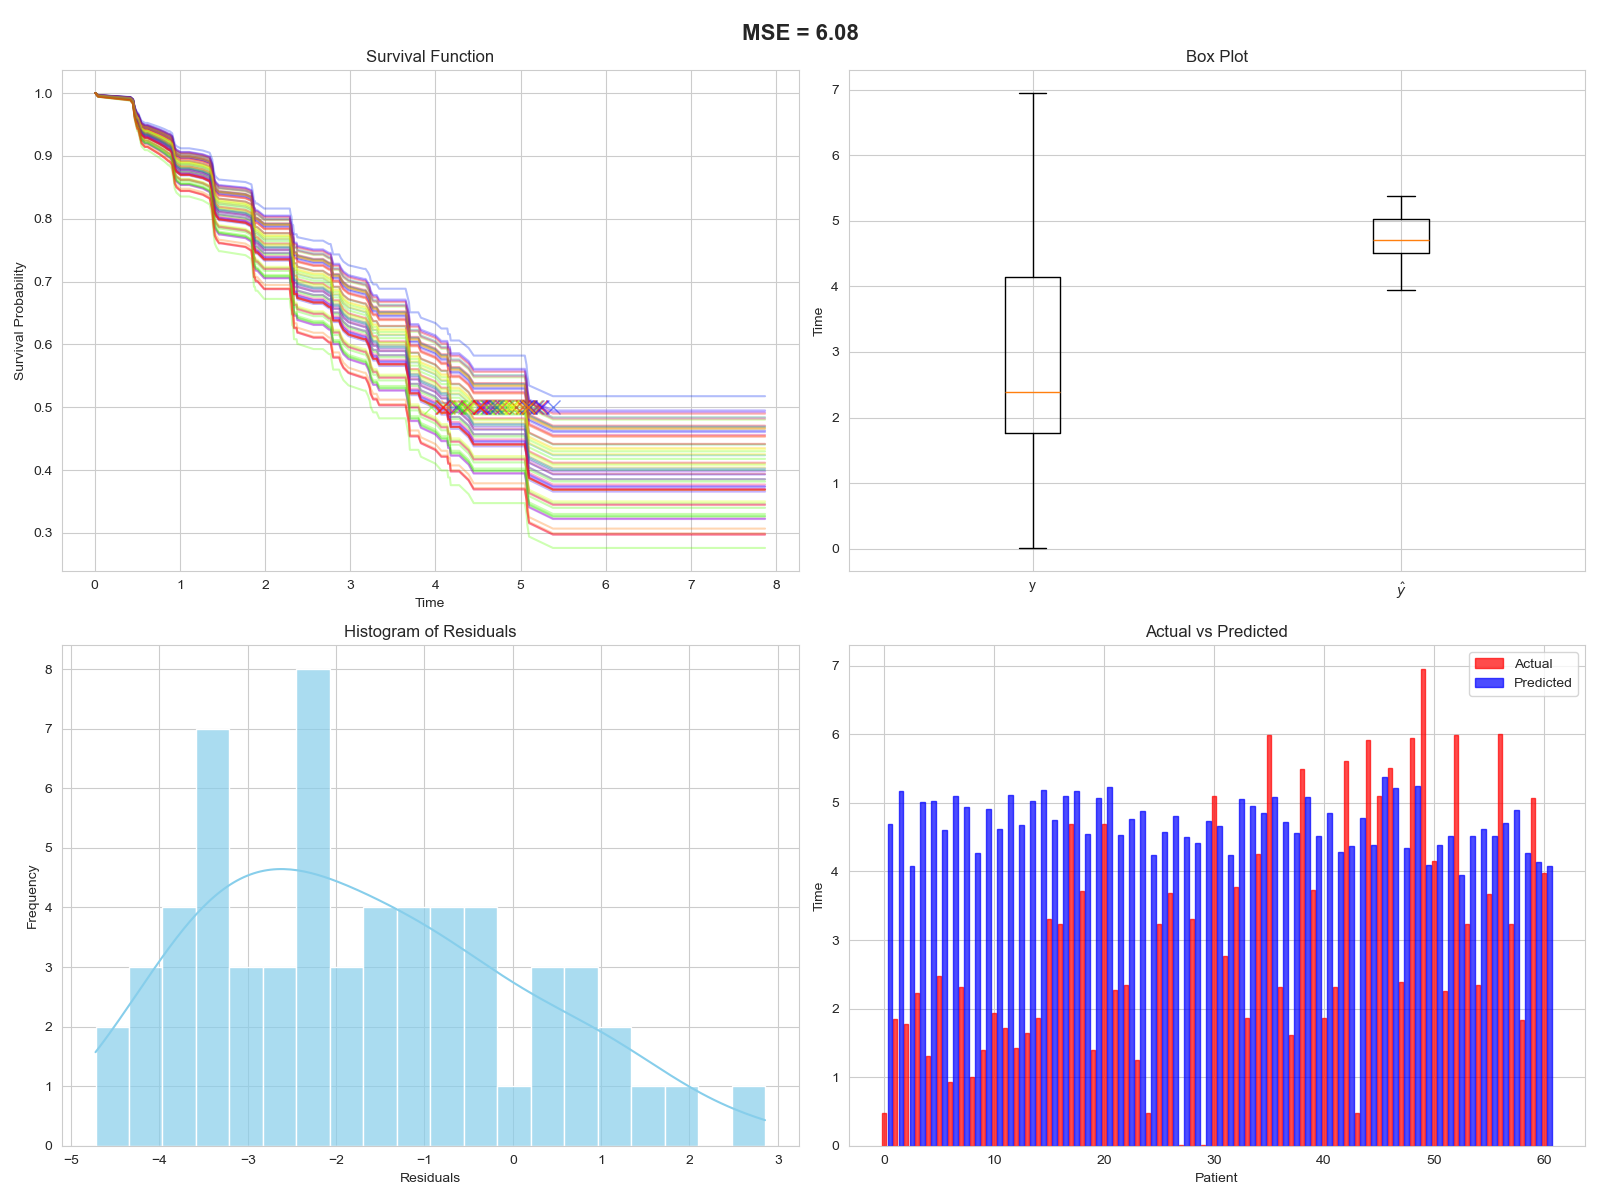 MSE = 6.08
Survival Function
Survival Probability
1.0
0.9
0.8
0.7
0.6
0.5
0.4
0.3
0 1 2 3 4 5 6 7 8
Time
Box Plot
Time
7
6
5
4
3
2
1
0
y ŷ
Histogram of Residuals
Frequency
8
7
6
5
4
3
2
1
0
−5 −4 −3 −2 −1 0 1 2 3
Residuals
Actual vs Predicted
Actual
Predicted
Time
7
6
5
4
3
2
1
0
0 10 20 30 40 50 60
Patient